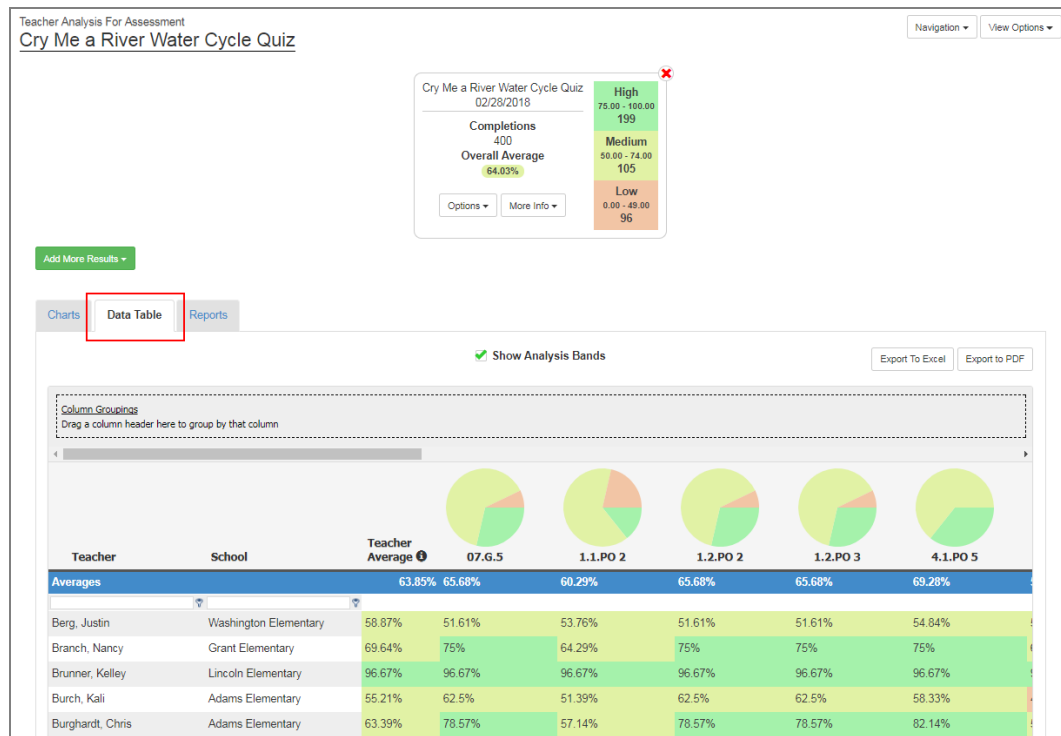 Teacher Analysis For Assessment
Cry Me a River Water Cycle Quiz
Navigation
View Options
Cry Me a River Water Cycle Quiz
02/28/2018
Completions
400
Overall Average
64.03%
Options
More Info
High
75.00 - 100.00
199
Medium
50.00 - 74.00
105
Low
0.00 - 49.00
96
Add More Results
Charts
Data Table
Reports
Show Analysis Bands
Export To Excel
Export to PDF
Column Groupings
Drag a column header here to group by that column
Teacher School Teacher Average 07.G.5 1.1.PO 2 1.2.PO 2 1.2.PO 3 4.1.PO 5
Averages 63.85% 65.68% 60.29% 65.68% 65.68% 69.28%
Berg, Justin Washington Elementary 58.87% 51.61% 53.76% 51.61% 51.61% 54.84%
Branch, Nancy Grant Elementary 69.64% 75% 64.29% 75% 75% 75%
Brunner, Kelley Lincoln Elementary 96.67% 96.67% 96.67% 96.67% 96.67% 96.67%
Burch, Kali Adams Elementary 55.21% 62.5% 51.39% 62.5% 62.5% 58.33%
Burghardt, Chris Adams Elementary 63.39% 78.57% 57.14% 78.57% 78.57% 82.14%